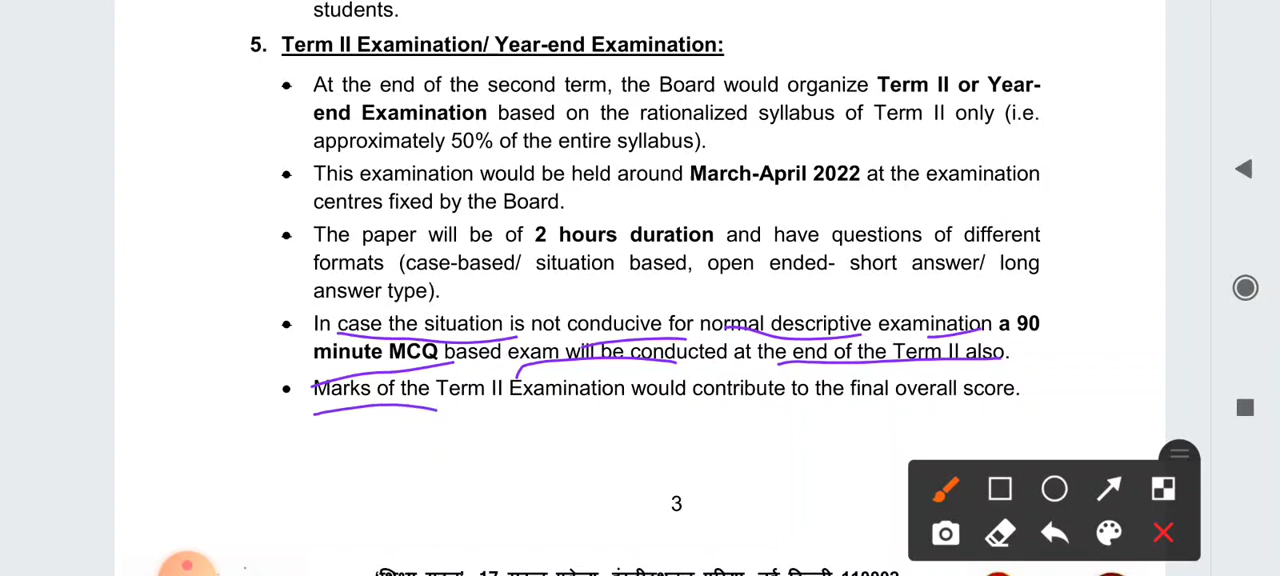 students.
5. Term II Examination/ Year-end Examination:
• At the end of the second term, the Board would organize Term II or Year-
end Examination based on the rationalized syllabus of Term II only (i.e.
approximately 50% of the entire syllabus).
• This examination would be held around March-April 2022 at the examination
centres fixed by the Board.
• The paper will be of 2 hours duration and have questions of different
formats (case-based/ situation based, open ended- short answer/ long
answer type).
• In case the situation is not conducive for normal descriptive examination a 90
minute MCQ based exam will be conducted at the end of the Term II also.
• Marks of the Term II Examination would contribute to the final overall score.
3